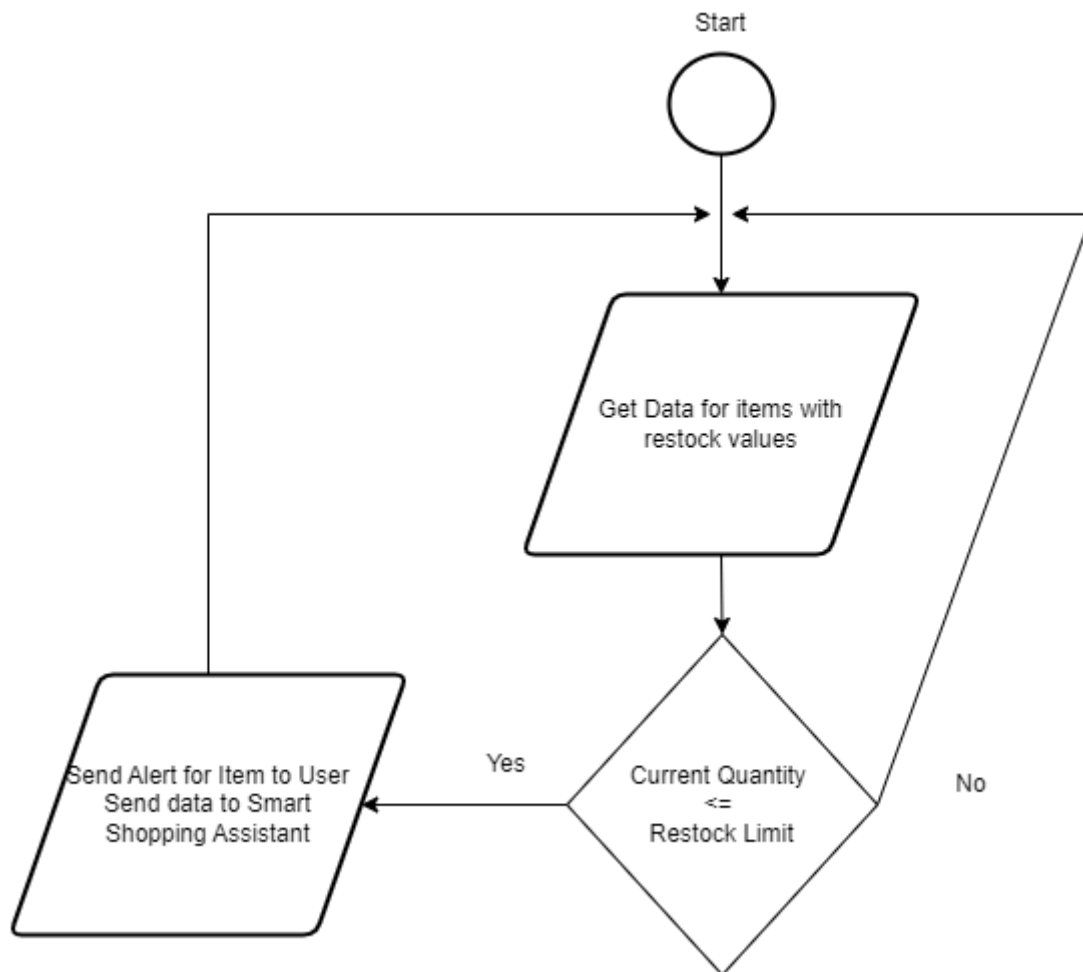 Start
Get Data for items with
restock values
Current Quantity
<=
Restock Limit
Yes
No
Send Alert for Item to User
Send data to Smart
Shopping Assistant